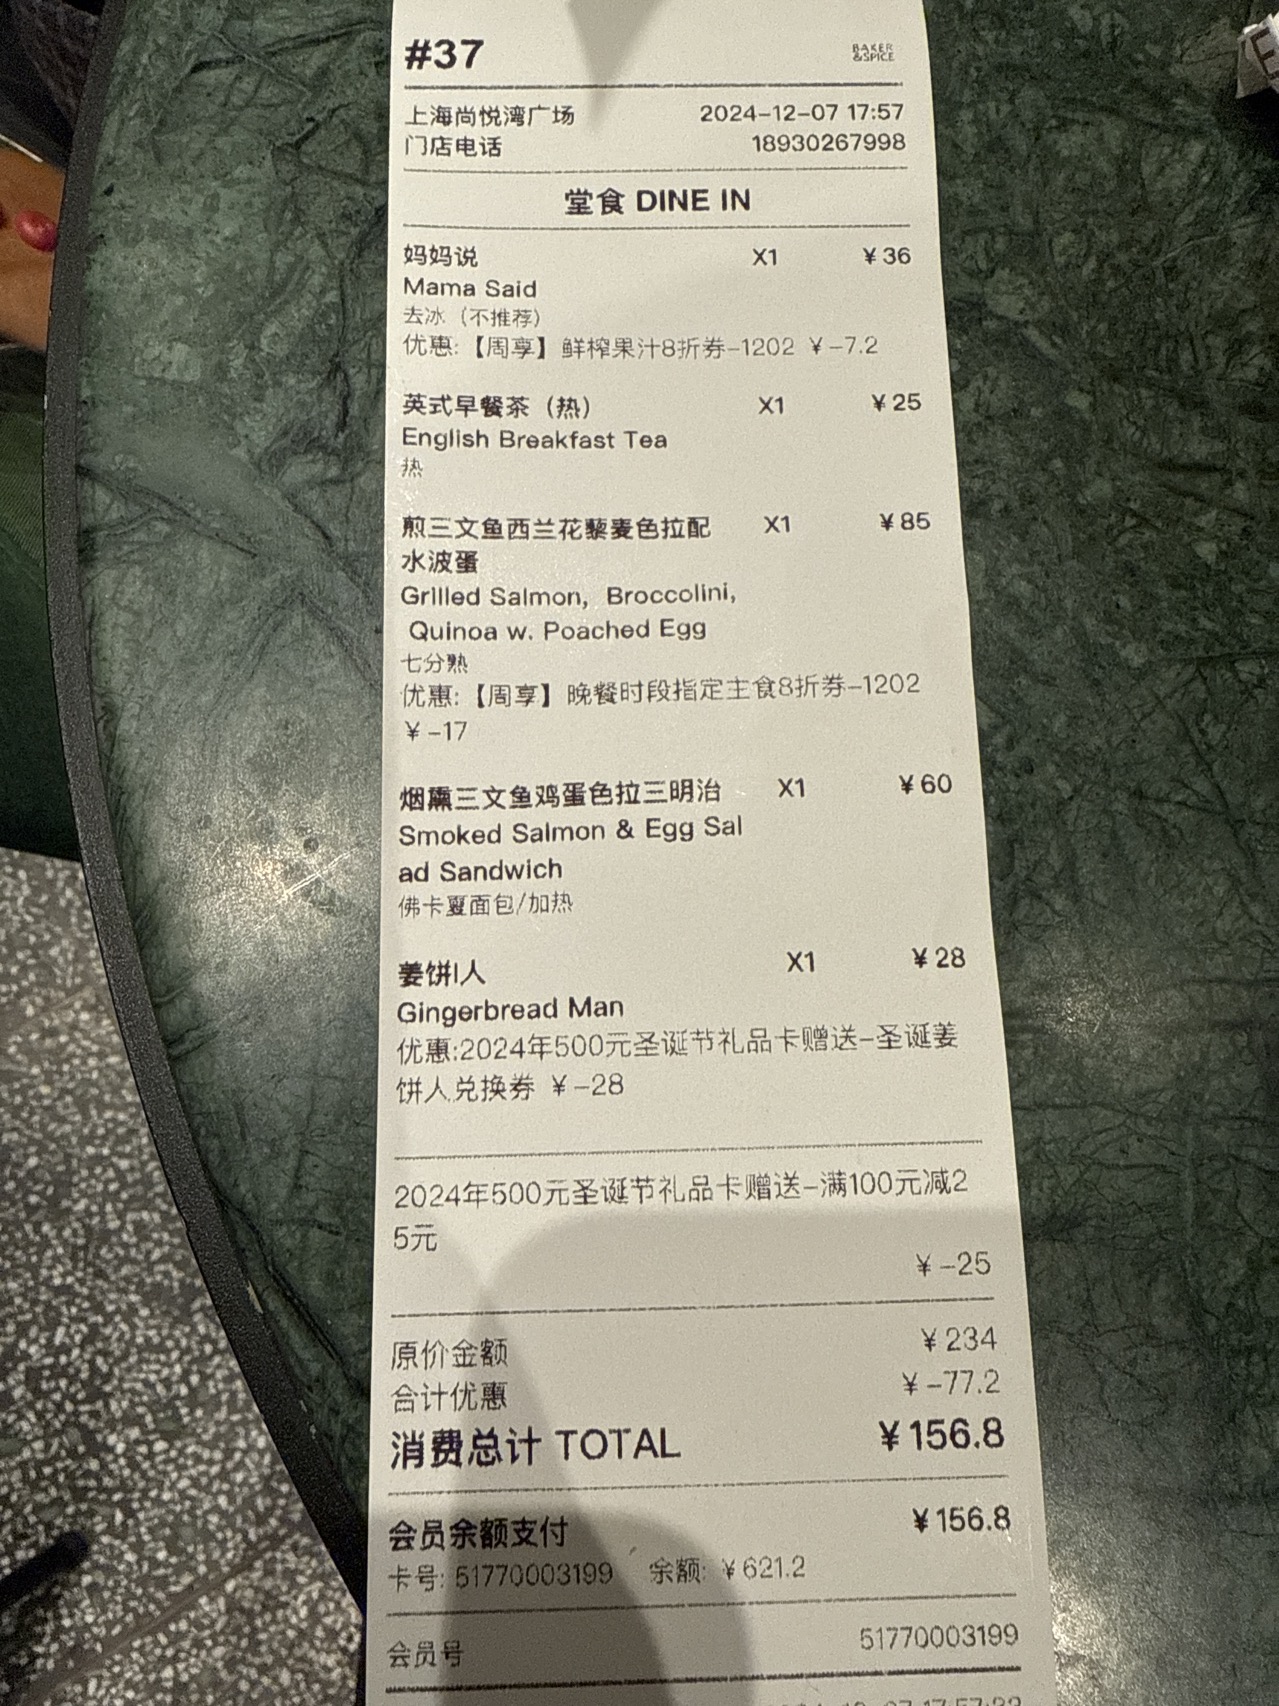 #37
BAKER
&SPICE
上海尚悦湾广场 2024-12-07 17:57
门店电话 18930267998
堂食 DINE IN
妈妈说 X1 ¥36
Mama Said
去冰（不推荐）
优惠:【周享】鲜榨果汁8折券-1202 ¥-7.2
英式早餐茶（热） X1 ¥25
English Breakfast Tea
热
煎三文鱼西兰花藜麦色拉配 X1 ¥85
水波蛋
Grilled Salmon, Broccolini,
Quinoa w. Poached Egg
七分熟
优惠:【周享】晚餐时段指定主食8折券-1202
¥-17
烟熏三文鱼鸡蛋色拉三明治 X1 ¥60
Smoked Salmon & Egg Sal
ad Sandwich
佛卡夏面包/加热
姜饼人 X1 ¥28
Gingerbread Man
优惠:2024年500元圣诞节礼品卡赠送-圣诞姜
饼人兑换券 ¥-28
2024年500元圣诞节礼品卡赠送-满100元减2
5元
¥-25
原价金额 ¥234
合计优惠 ¥-77.2
消费总计 TOTAL ¥156.8
会员余额支付 ¥156.8
卡号: 51770003199 余额: ¥621.2
会员号 51770003199